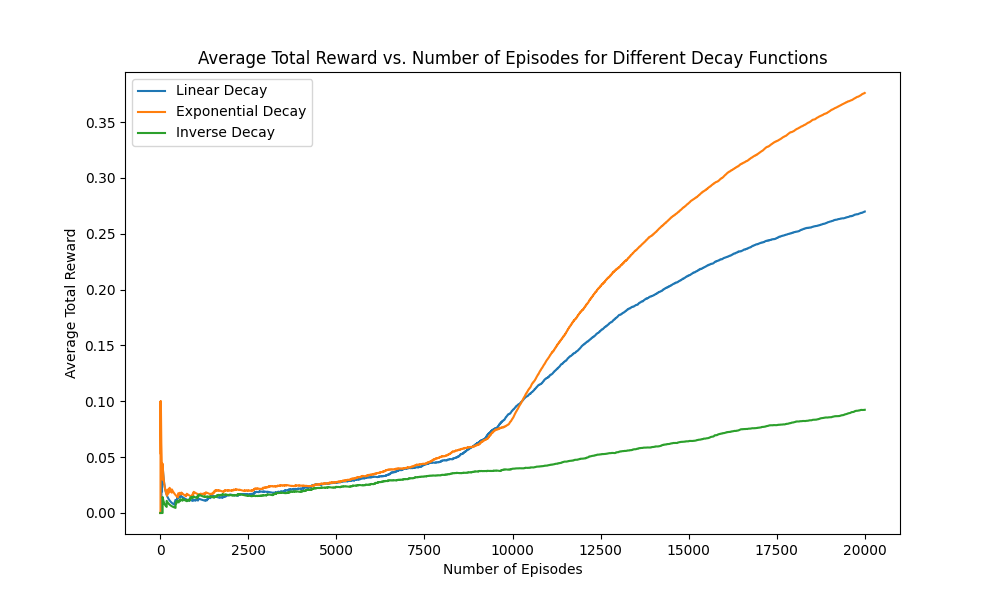 Average Total Reward vs. Number of Episodes for Different Decay Functions
Linear Decay
Exponential Decay
Inverse Decay
Average Total Reward
0.35
0.30
0.25
0.20
0.15
0.10
0.05
0.00
0 2500 5000 7500 10000 12500 15000 17500 20000
Number of Episodes